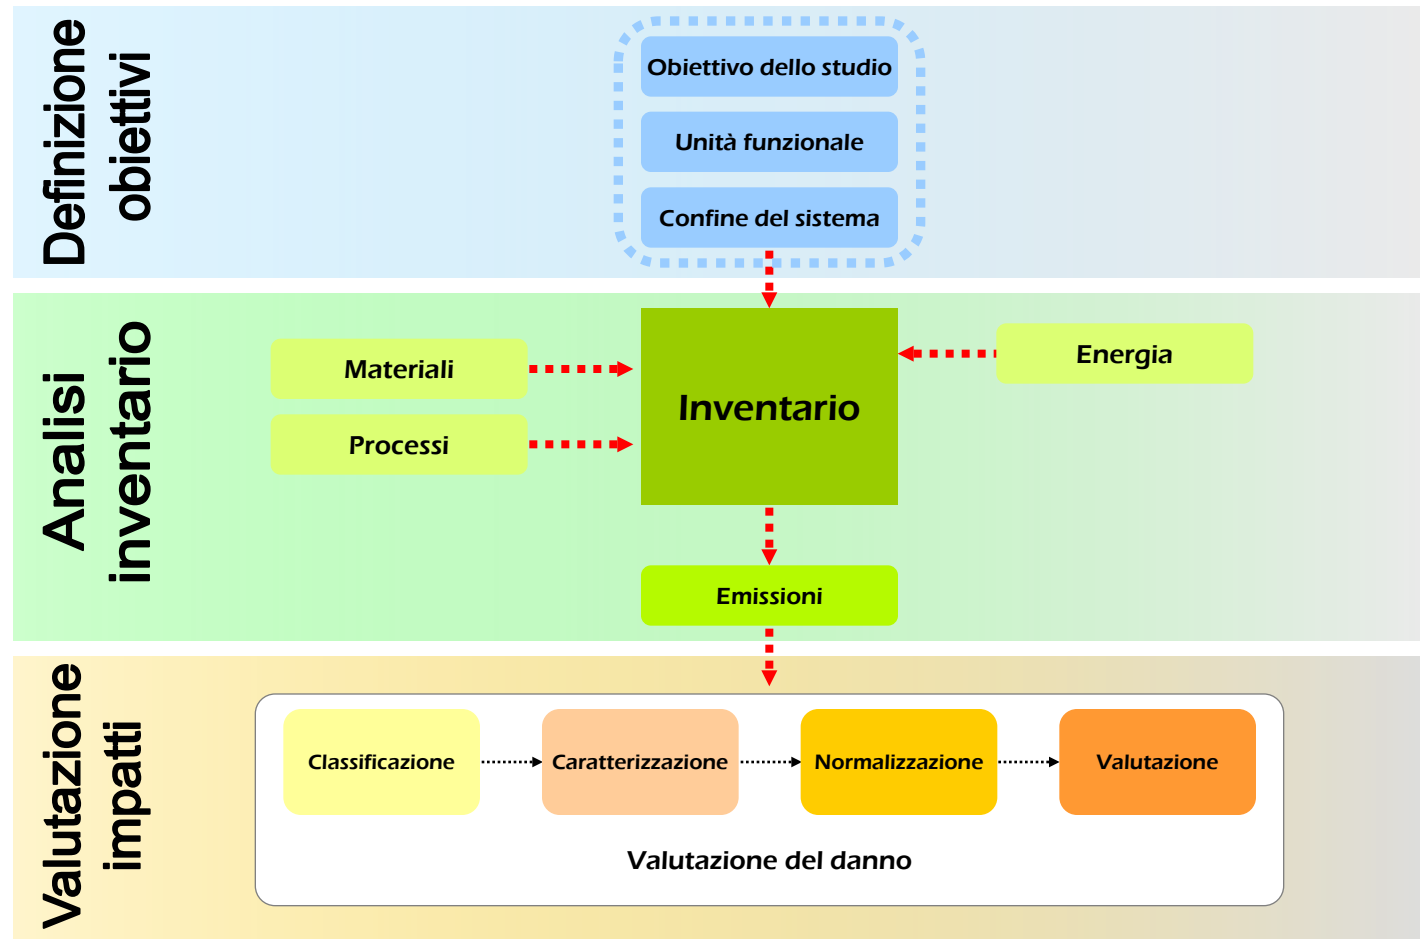 Definizione
obiettivi
Obiettivo dello studio
Unità funzionale
Confine del sistema
Analisi
inventario
Materiali
Processi
Inventario
Energia
Emissioni
Valutazione
impatti
Classificazione
Caratterizzazione
Normalizzazione
Valutazione
Valutazione del danno